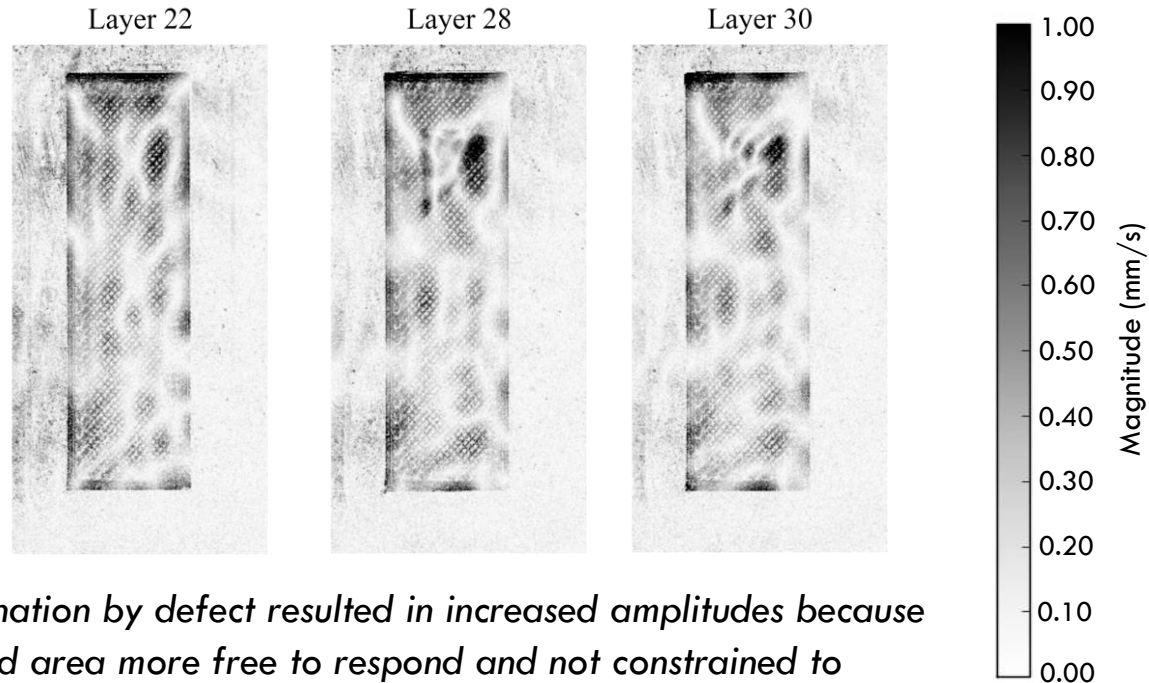 Layer 22
Layer 28
Layer 30
1.00
0.90
0.80
0.70
0.60
0.50
0.40
0.30
0.20
0.10
0.00
Magnitude (mm/s)
by defect resulted in increased amplitudes because
area more free to respond and not constrained to